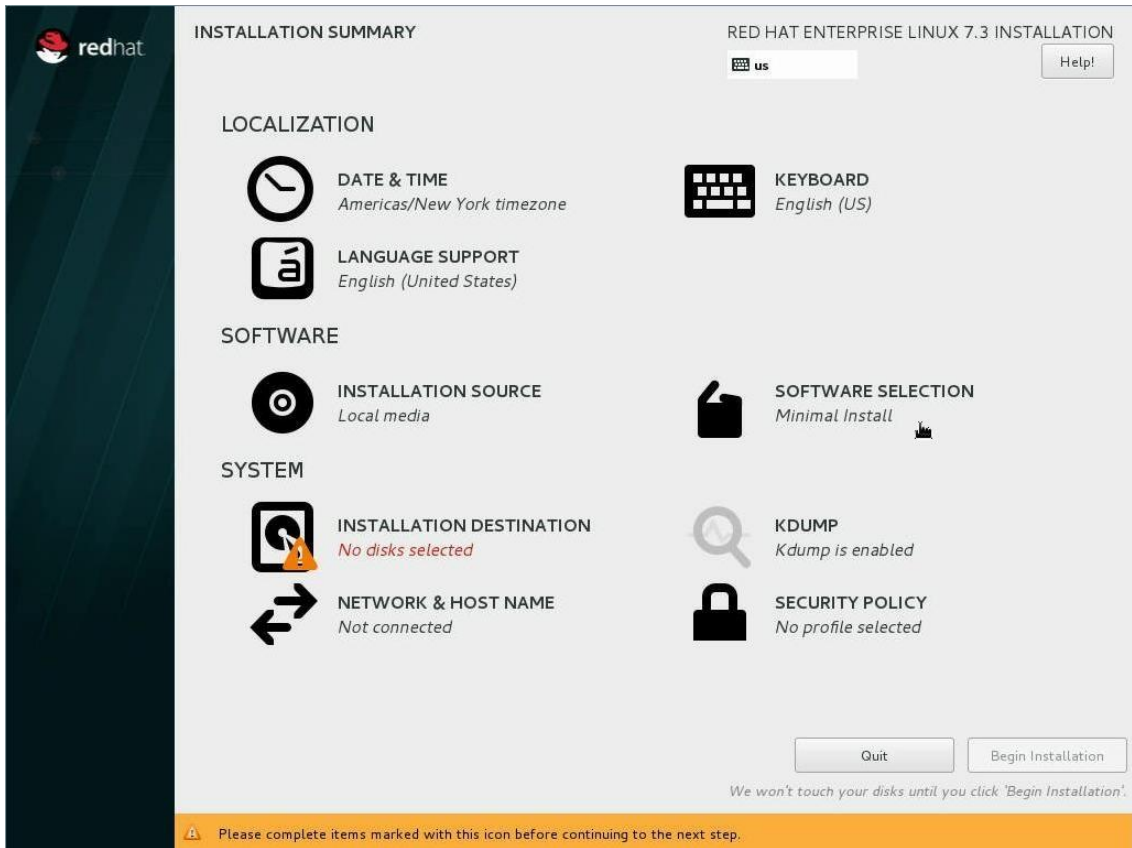 redhat.
INSTALLATION SUMMARY
RED HAT ENTERPRISE LINUX 7.3 INSTALLATION
us
Help!
LOCALIZATION
DATE & TIME
Americas/New York timezone
KEYBOARD
English (US)
LANGUAGE SUPPORT
English (United States)
SOFTWARE
INSTALLATION SOURCE
Local media
SOFTWARE SELECTION
Minimal Install
SYSTEM
INSTALLATION DESTINATION
No disks selected
KDUMP
Kdump is enabled
NETWORK & HOST NAME
Not connected
SECURITY POLICY
No profile selected
Quit
Begin Installation
We won't touch your disks until you click 'Begin Installation'.
Please complete items marked with this icon before continuing to the next step.